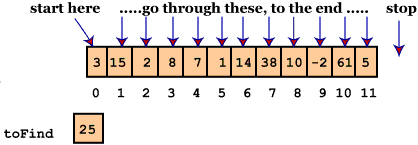 start here .....go through these, to the end ..... stop
3 15 2 8 7 1 14 38 10 -2 61 5
0 1 2 3 4 5 6 7 8 9 10 11
toFind 25